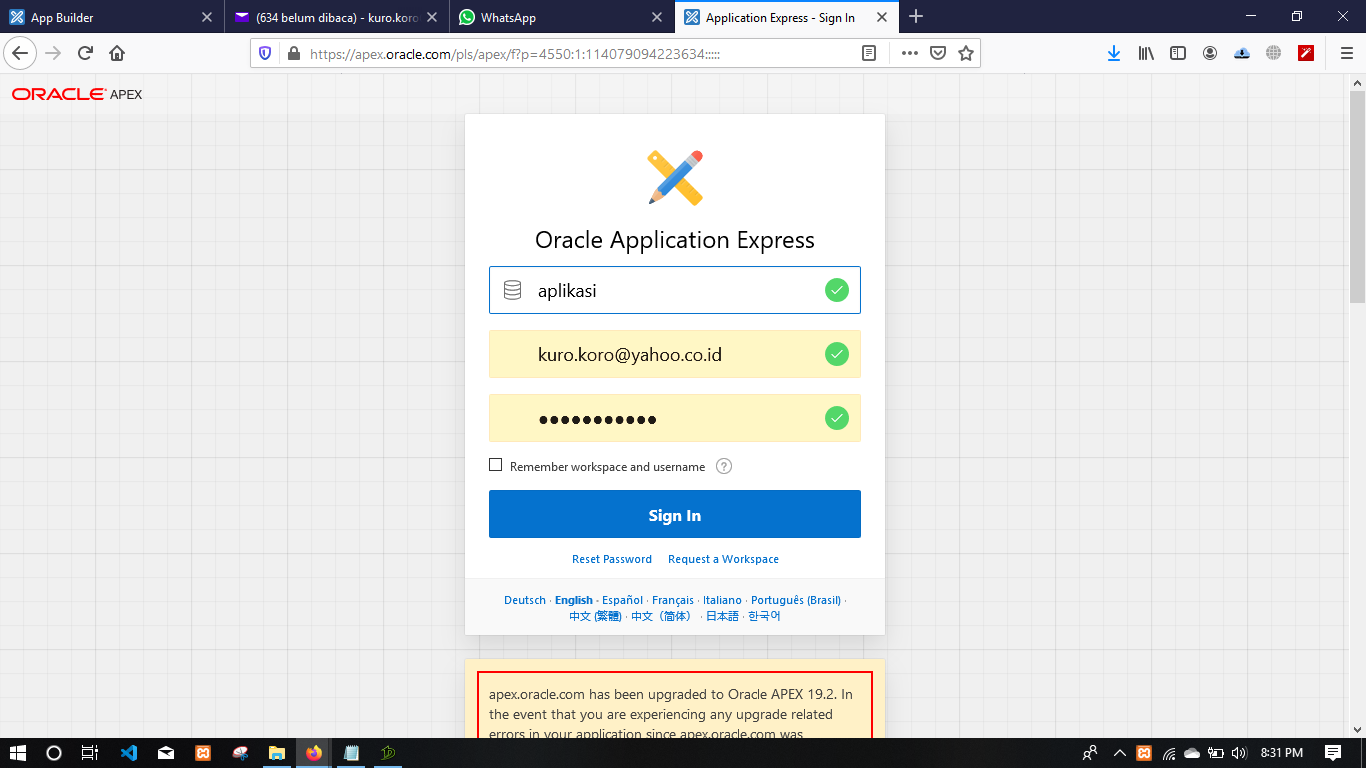 App Builder
(634 belum dibaca) - kuro.koro
WhatsApp
Application Express - Sign In
https://apex.oracle.com/pls/apex/f?p=4550:1:114079094223634:::::
ORACLE APEX
Oracle Application Express
aplikasi
kuro.koro@yahoo.co.id
Remember workspace and username
Sign In
Reset Password Request a Workspace
Deutsch · English · Español · Français · Italiano · Português (Brasil) ·
中文 (繁體) · 中文（简体） · 日本語 · 한국어
apex.oracle.com has been upgraded to Oracle APEX 19.2. In
the event that you are experiencing any upgrade related
errors in your application since apex.oracle.com was
8:31 PM